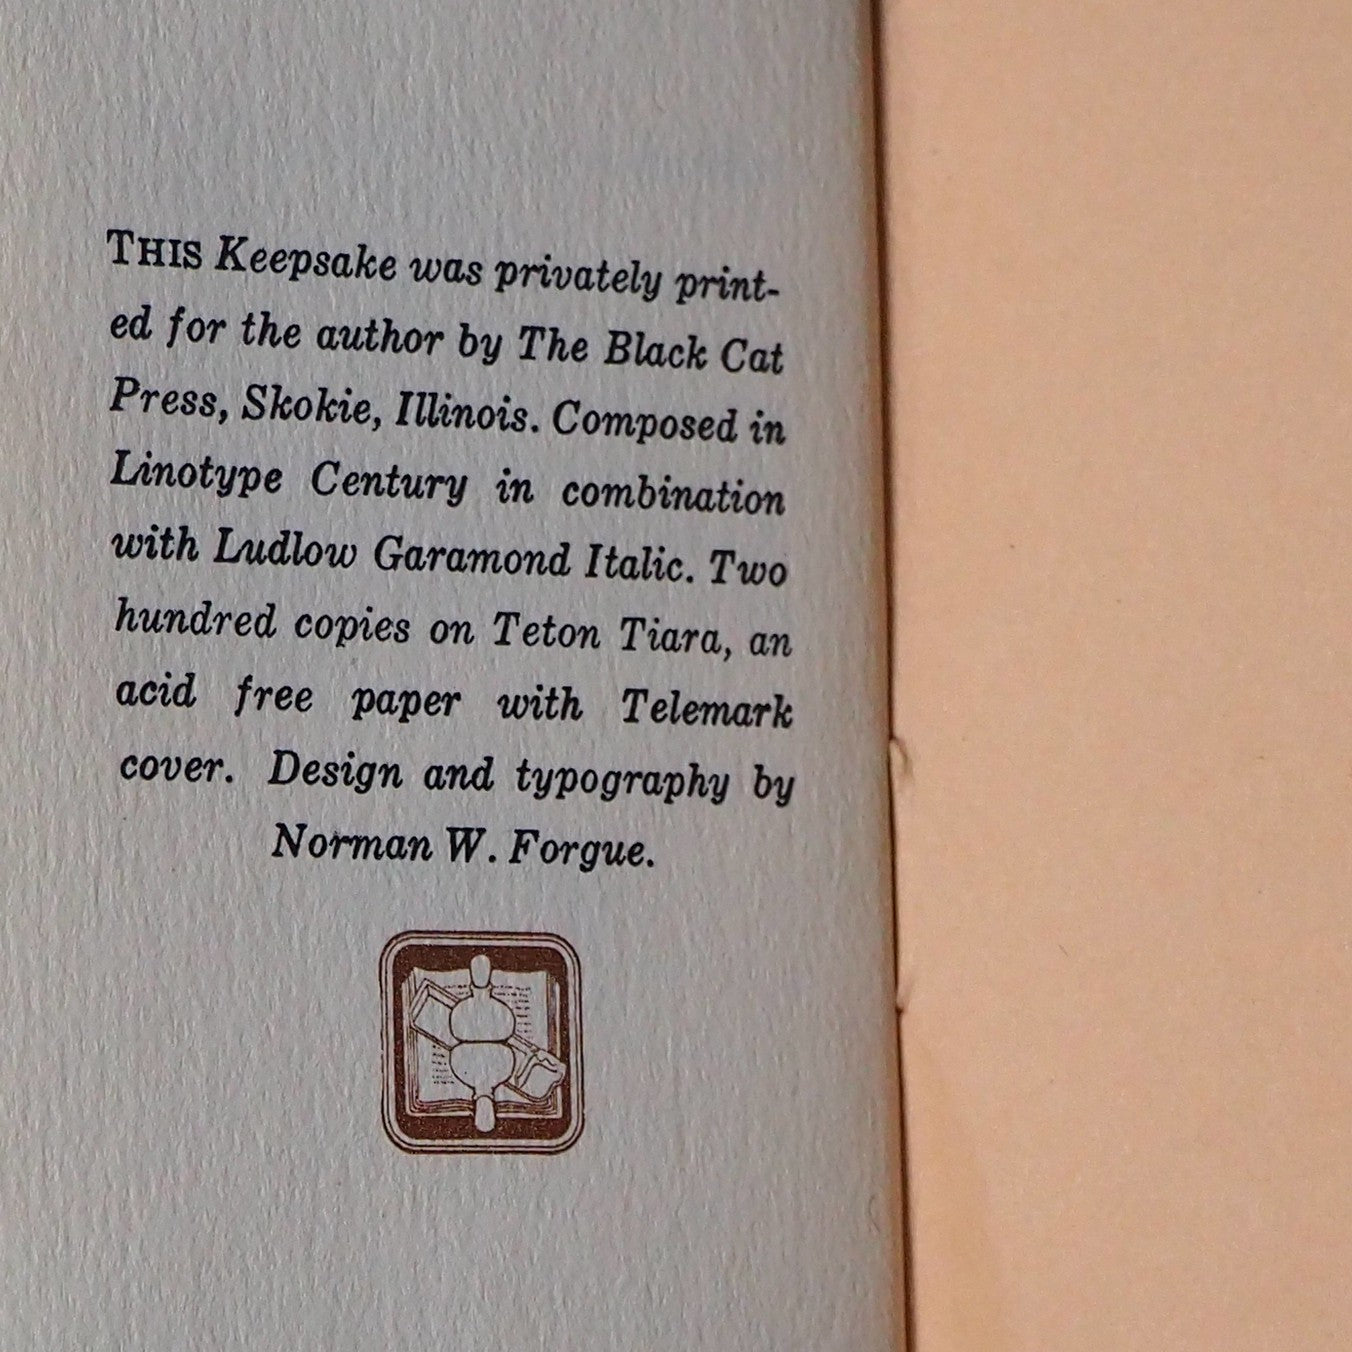 THIS Keepsake was privately print-
ed for the author by The Black Cat
Press, Skokie, Illinois. Composed in
Linotype Century in combination
with Ludlow Garamond Italic. Two
hundred copies on Teton Tiara, an
acid free paper with Telemark
cover. Design and typography by
Norman W. Forgue.